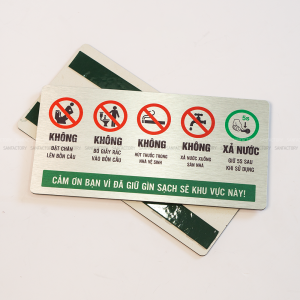 5s
KHÔNG KHÔNG KHÔNG KHÔNG XẢ NƯỚC
ĐẶT CHÂN
LÊN BỒN CẦU
BỎ GIẤY RÁC
VÀO BỒN CẦU
HÚT THUỐC TRONG
NHÀ VỆ SINH
XẢ NƯỚC XUỐNG
SÀN NHÀ
GIỮ 5S SAU
KHI SỬ DỤNG
CẢM ƠN BẠN VÌ ĐÃ GIỮ GÌN SẠCH SẼ KHU VỰC NÀY!